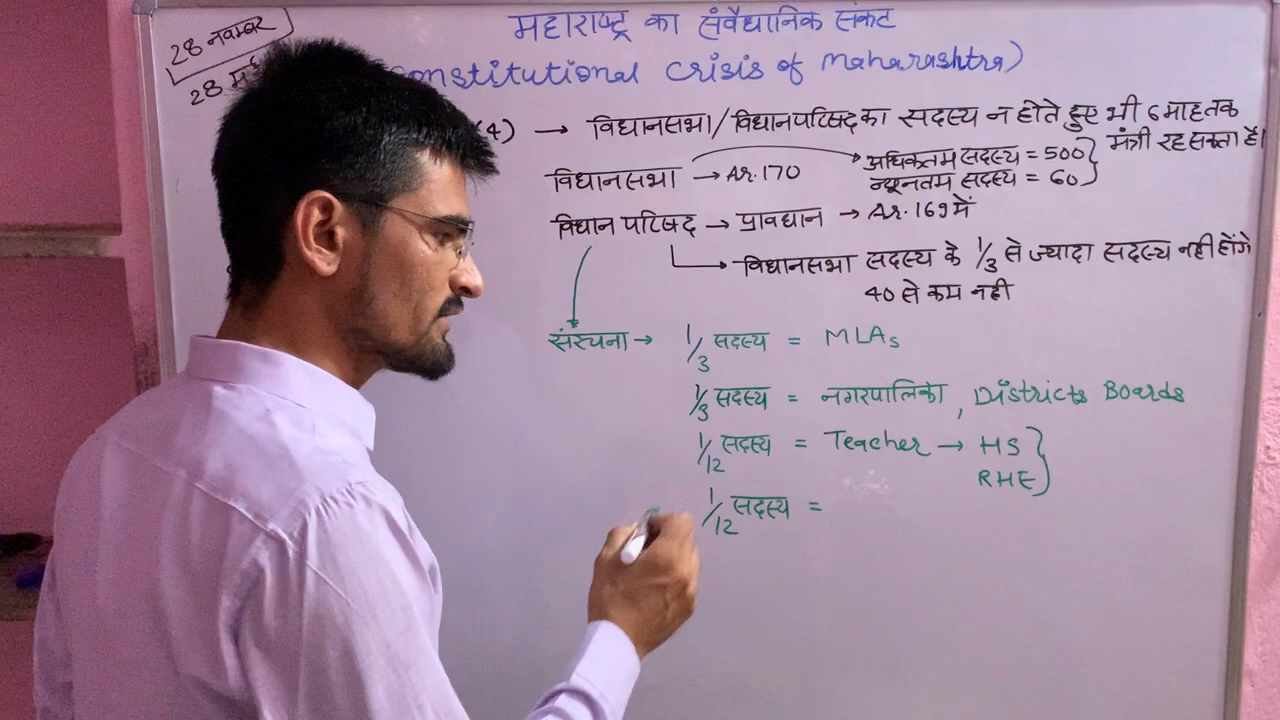 महाराष्ट्र का संवैधानिक संकट
28 नवम्बर
28 मई
onstitutional Crisis of Maharashtra)
(4) → विधानसभा/विधानपरिषद का सदस्य न होते हुए भी 6 माह तक
मंत्री रह सकता है।
विधानसभा → Ar.170 अधिकतम सदस्य = 500
न्यूनतम सदस्य = 60
विधान परिषद → प्रावधान → Ar.169 में
विधानसभा सदस्य के 1/3 से ज्यादा सदस्य नहीं होंगे
40 से कम नही
संरचना → 1/3 सदस्य = MLAs
1/3 सदस्य = नगरपालिका, Districts Boards
1/12 सदस्य = Teacher → HS
RHE
1/12 सदस्य =